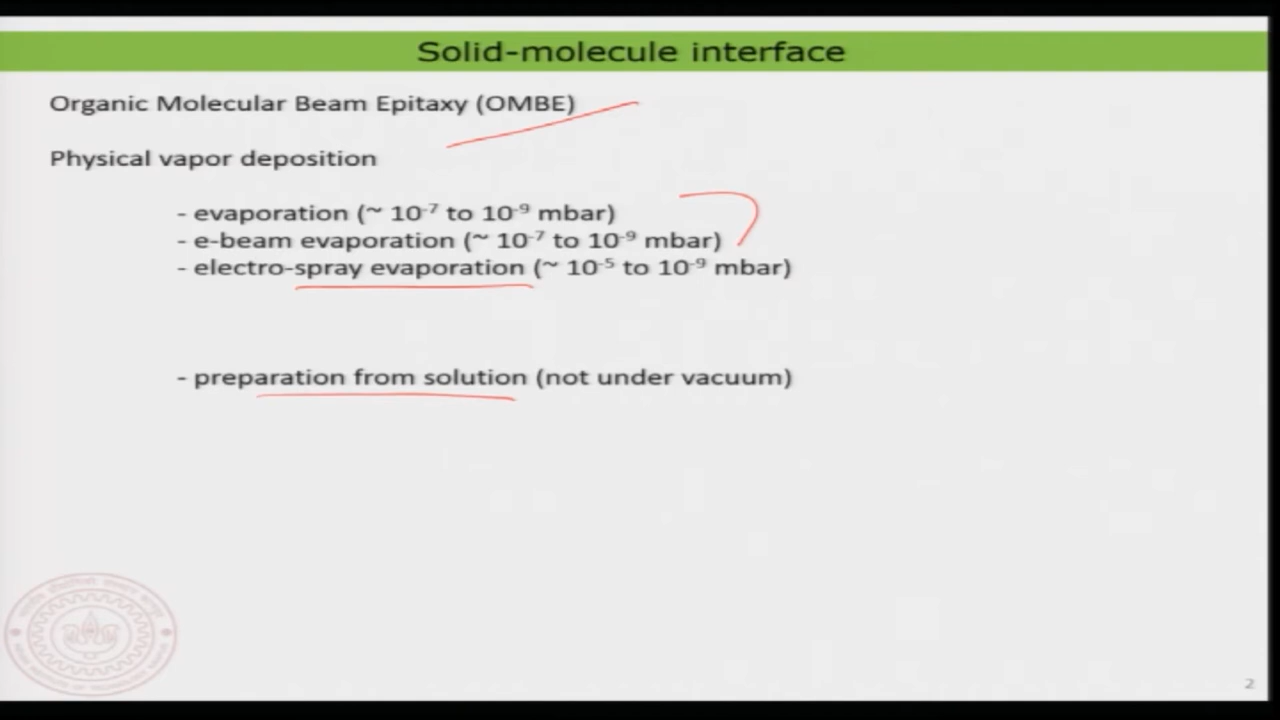 Solid-molecule interface
Organic Molecular Beam Epitaxy (OMBE)
Physical vapor deposition
- evaporation (~ 10⁻⁷ to 10⁻⁹ mbar)
- e-beam evaporation (~ 10⁻⁷ to 10⁻⁹ mbar)
- electro-spray evaporation (~ 10⁻⁵ to 10⁻⁹ mbar)
- preparation from solution (not under vacuum)
2